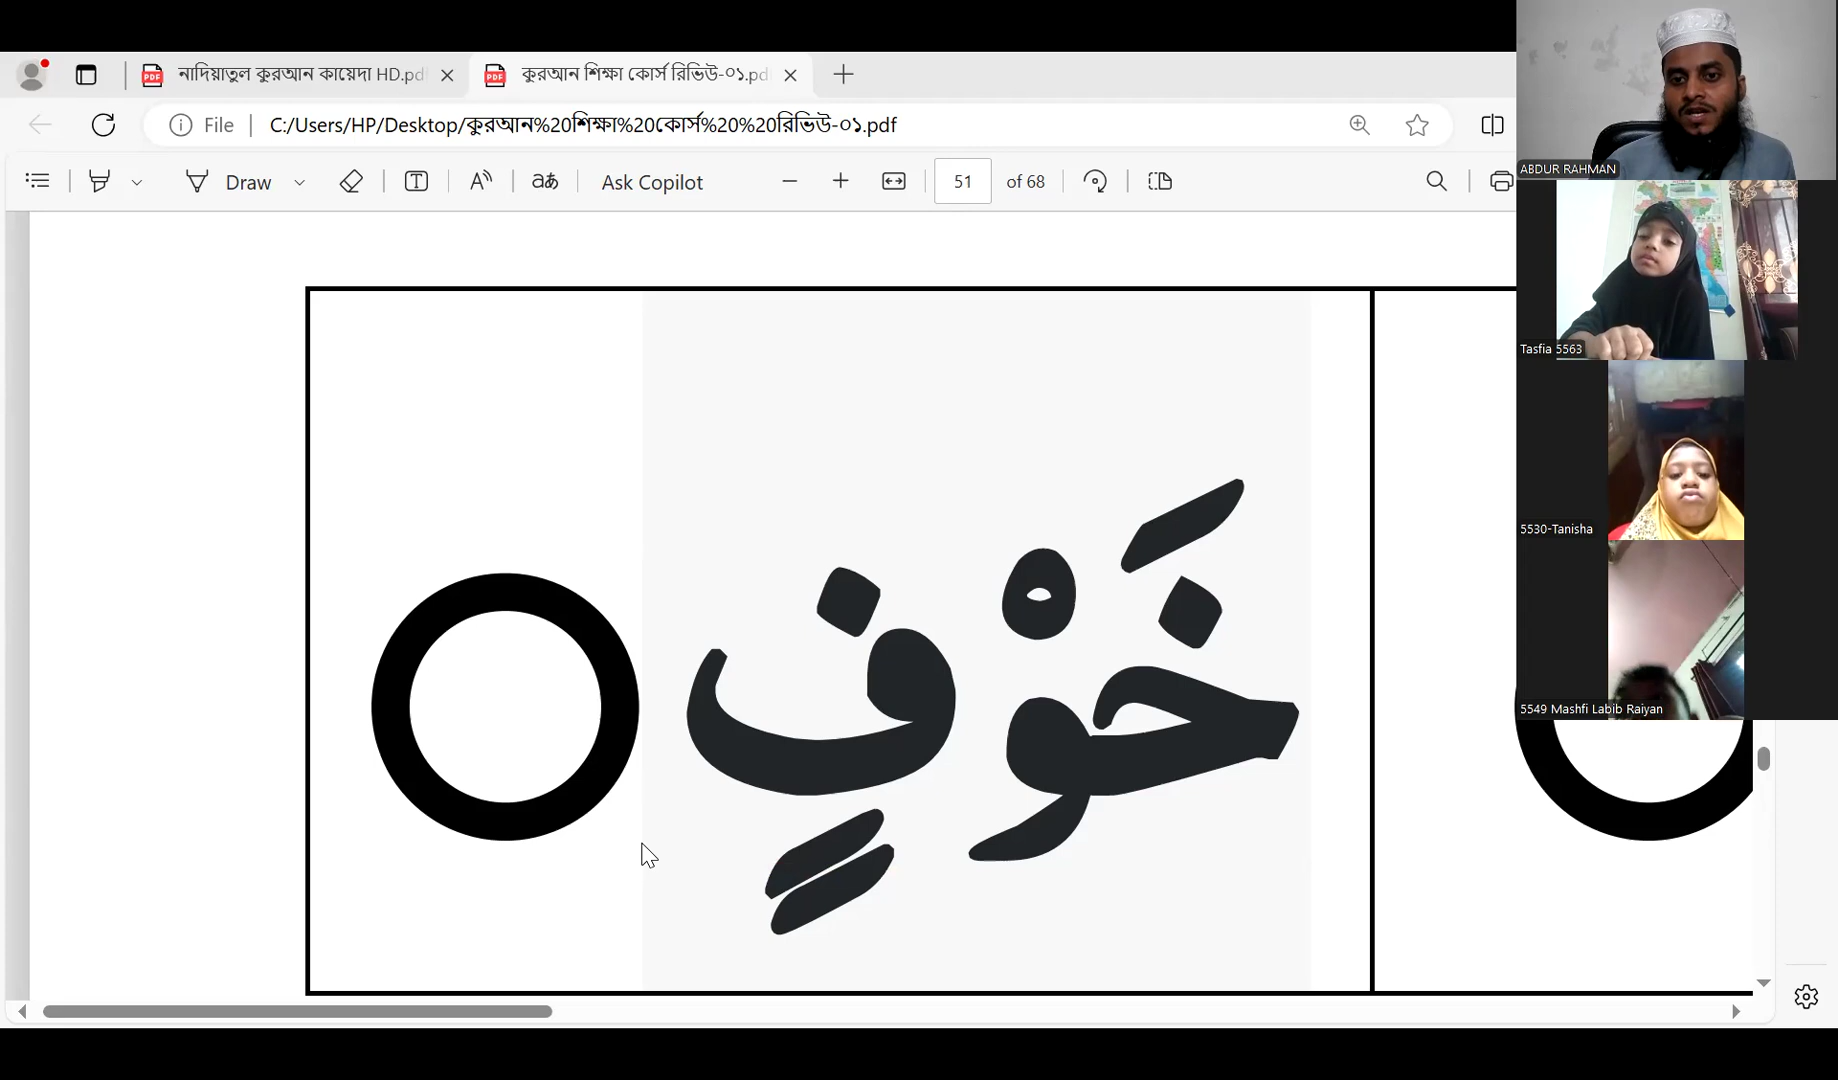 নাদিয়াতুল কুরআন কায়েদা HD.pdf
কুরআন শিক্ষা কোর্স রিভিউ-০১.pd
File
C:/Users/HP/Desktop/কুরআন%20শিক্ষা%20কোর্স%20%20রিভিউ-০১.pdf
Draw
Ask Copilot
51 of 68
خَوْفٍ
ABDUR RAHMAN
Tasfia 5563
5530-Tanisha
5549 Mashfi Labib Raiyan